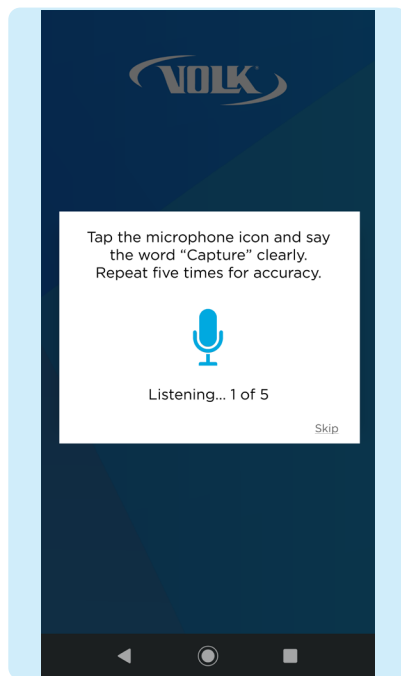 VOLK
Tap the microphone icon and say
the word “Capture” clearly.
Repeat five times for accuracy.
Listening... 1 of 5
Skip